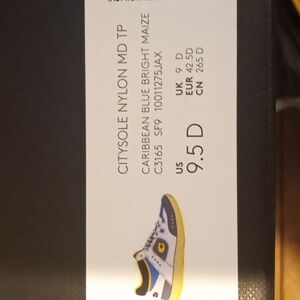 CITYSOLE NYLON MD TP
CARIBBEAN BLUE BRIGHT MAIZE
C3165 SF9 10011275JAX
US
9.5 D
UK 9 D
EUR 42.5D
CN 265 D